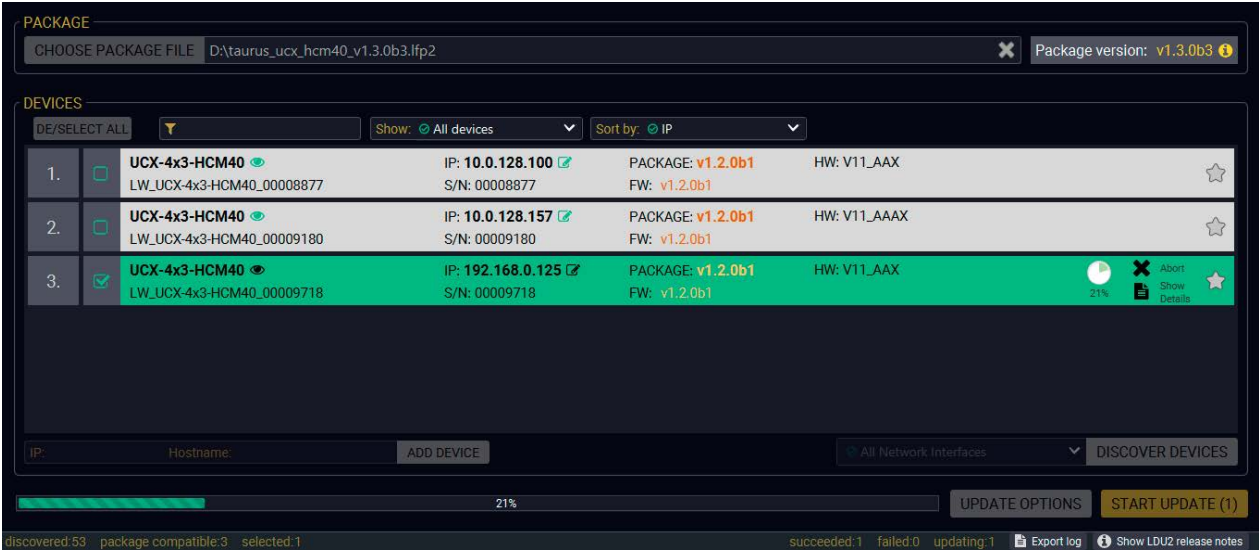 PACKAGE
CHOOSE PACKAGE FILE D:\taurus_ucx_hcm40_v1.3.0b3.lfp2 Package version: v1.3.0b3
DEVICES
DE/SELECT ALL Show: All devices Sort by: IP
1. UCX-4x3-HCM40 IP: 10.0.128.100 PACKAGE: v1.2.0b1 HW: V11_AAX
LW_UCX-4x3-HCM40_00008877 S/N: 00008877 FW: v1.2.0b1
2. UCX-4x3-HCM40 IP: 10.0.128.157 PACKAGE: v1.2.0b1 HW: V11_AAAX
LW_UCX-4x3-HCM40_00009180 S/N: 00009180 FW: v1.2.0b1
3. UCX-4x3-HCM40 IP: 192.168.0.125 PACKAGE: v1.2.0b1 HW: V11_AAX 21% Abort
LW_UCX-4x3-HCM40_00009718 S/N: 00009718 FW: v1.2.0b1 Show Details
IP: Hostname: ADD DEVICE All Network Interfaces DISCOVER DEVICES
21% UPDATE OPTIONS START UPDATE (1)
discovered:53 package compatible:3 selected:1 succeeded:1 failed:0 updating:1 Export log Show LDU2 release notes